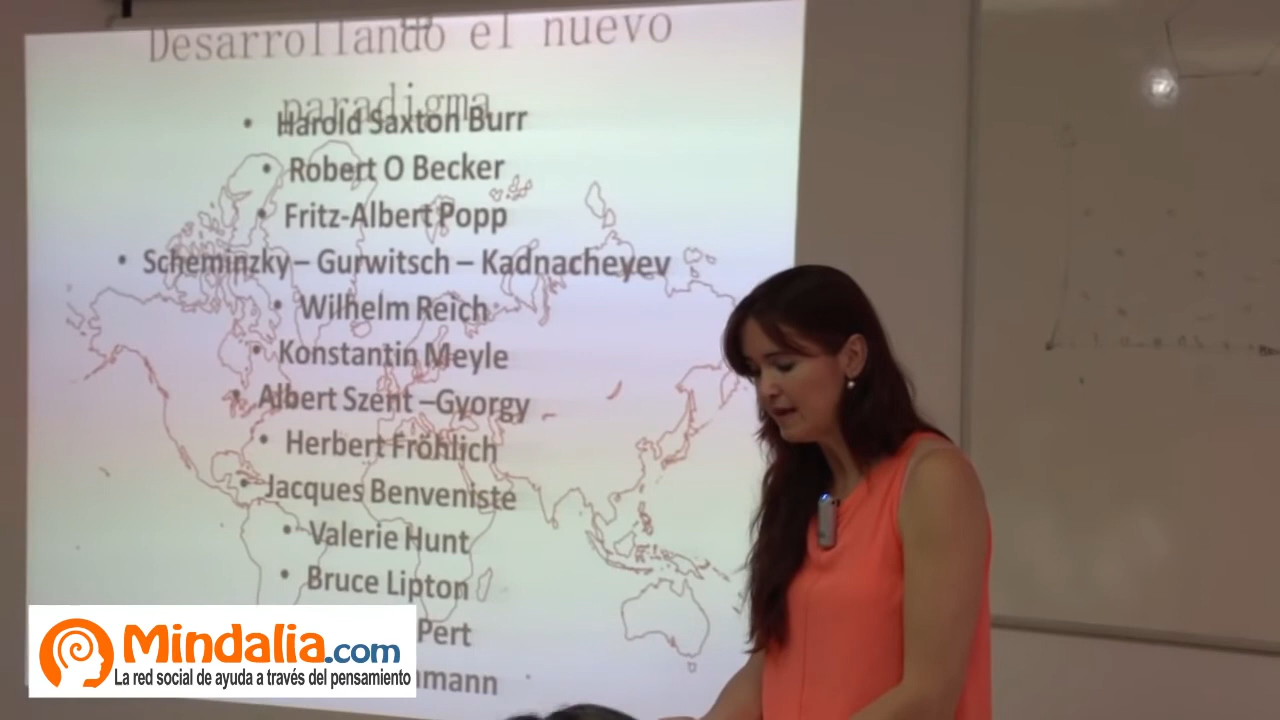 Desarrollando el nuevo
paradigma
• Harold Saxton Burr
• Robert O Becker
• Fritz-Albert Popp
• Scheminzky – Gurwitsch – Kadnacheyev
• Wilhelm Reich
• Konstantin Meyle
• Albert Szent –Gyorgy
• Herbert Fröhlich
• Jacques Benveniste
• Valerie Hunt
• Bruce Lipton
Pert
Mindalia.com
La red social de ayuda a través del pensamiento